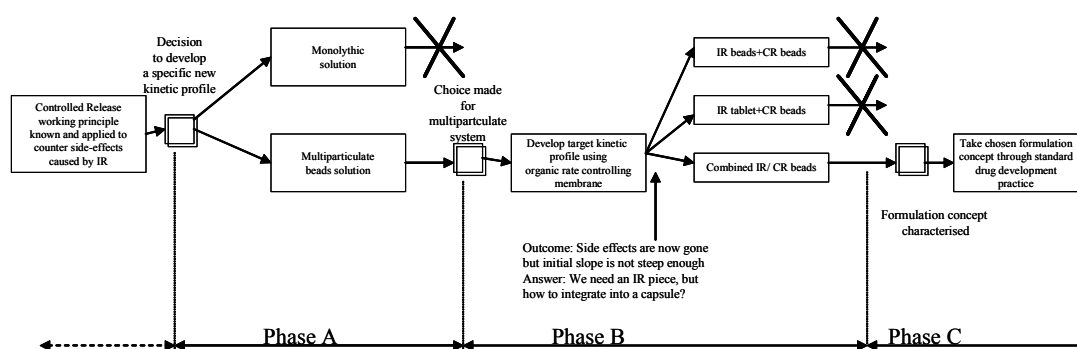 Decision
to develop
a specific new
kinetic profile
Controlled Release
working principle
known and applied to
counter side-effects
caused by IR
Monolythic
solution
Multiparticulate
beads solution
Choice made
for
multipartculate
system
Develop target kinetic
profile using
organic rate controlling
membrane
IR beads+CR beads
IR tablet+CR beads
Combined IR/ CR beads
Outcome: Side effects are now gone
but initial slope is not steep enough
Answer: We need an IR piece, but
how to integrate into a capsule?
Take chosen formulation
concept through standard
drug development
practice
Formulation concept
characterised
Phase A
Phase B
Phase C